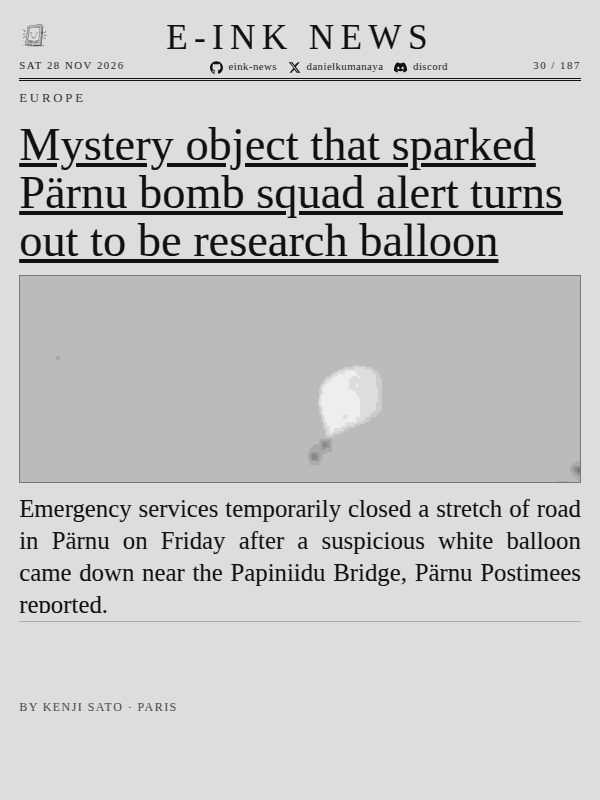 E-INK NEWS
SAT 28 NOV 2026
eink-news
danielkumanaya
discord
30 / 187
EUROPE
Mystery object that sparked
Pärnu bomb squad alert turns
out to be research balloon
Emergency services temporarily closed a stretch of road
in Pärnu on Friday after a suspicious white balloon
came down near the Papiniidu Bridge, Pärnu Postimees
reported.
BY KENJI SATO · PARIS